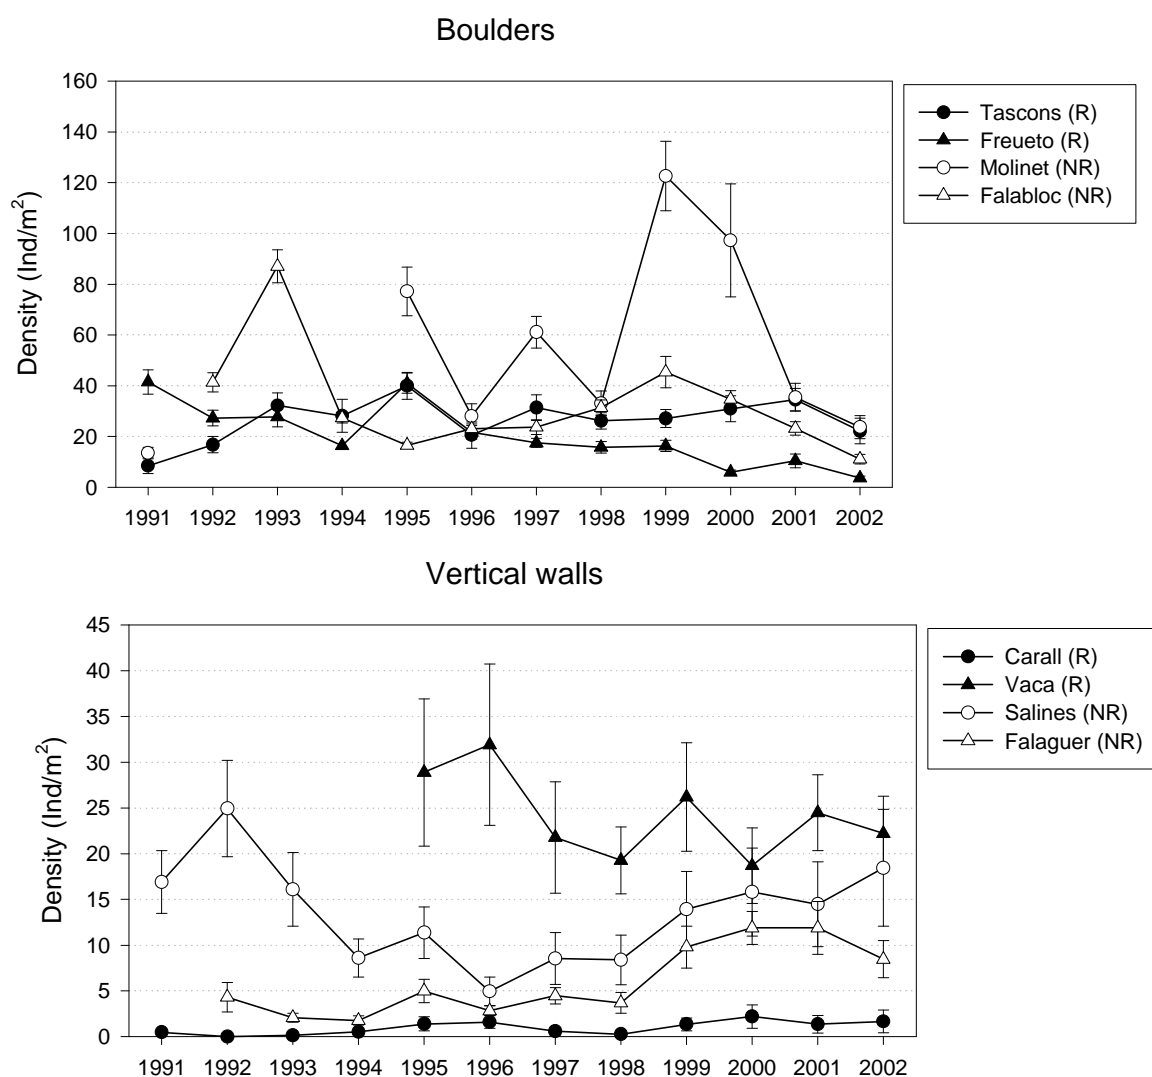 Boulders
160
140
120
100
80
60
40
20
0
Density (Ind/m²)
1991 1992 1993 1994 1995 1996 1997 1998 1999 2000 2001 2002
Tascons (R)
Freueto (R)
Molinet (NR)
Falabloc (NR)
Vertical walls
45
40
35
30
25
20
15
10
5
0
Density (Ind/m²)
1991 1992 1993 1994 1995 1996 1997 1998 1999 2000 2001 2002
Carall (R)
Vaca (R)
Salines (NR)
Falaguer (NR)